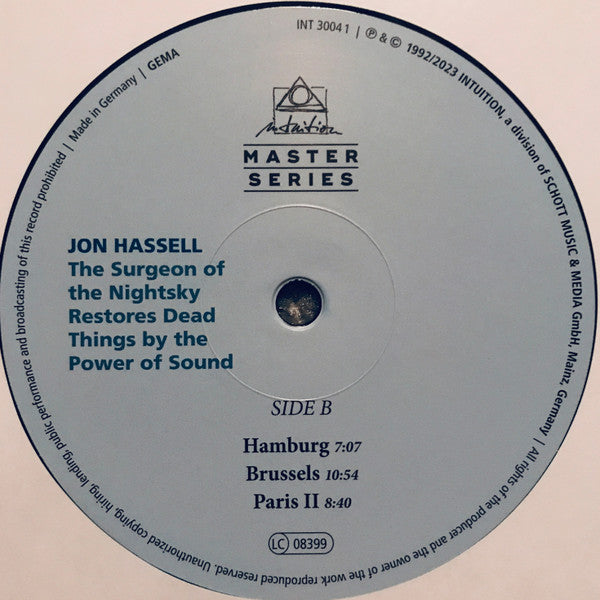 INT 30041 | ℗ & © 1992/2023 INTUITION, a division of SCHOTT MUSIC & MEDIA GmbH, Mainz, Germany | All rights of the producer and the owner of the work reproduced reserved. Unauthorized copying, hiring, lending, public performance and broadcasting of this record prohibited | Made in Germany | GEMA
intuition
MASTER
SERIES
JON HASSELL
The Surgeon of
the Nightsky
Restores Dead
Things by the
Power of Sound
SIDE B
Hamburg 7:07
Brussels 10:54
Paris II 8:40
LC 08399